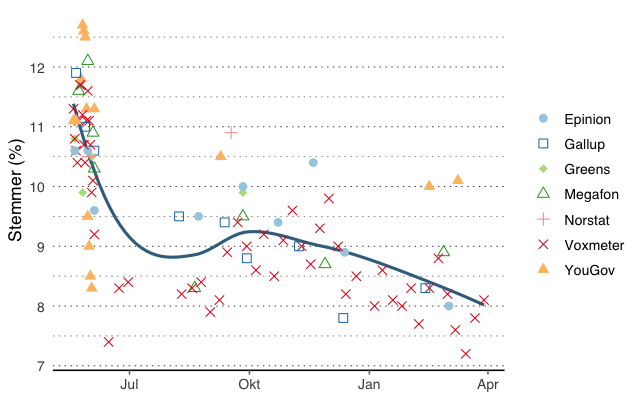 Stemmer (%)
12
11
10
9
8
7
Jul
Okt
Jan
Apr
Epinion
Gallup
Greens
Megafon
Norstat
Voxmeter
YouGov